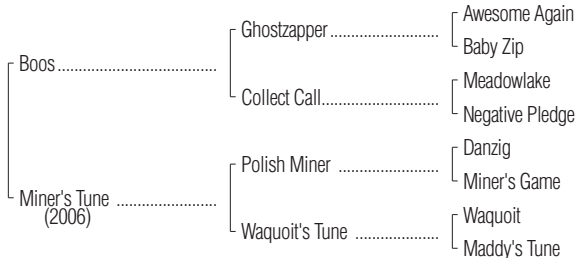 Awesome Again
Ghostzapper
Baby Zip
Boos
Meadowlake
Collect Call
Negative Pledge
Danzig
Polish Miner
Miner's Game
Miner's Tune
(2006)
Waquoit
Waquoit's Tune
Maddy's Tune